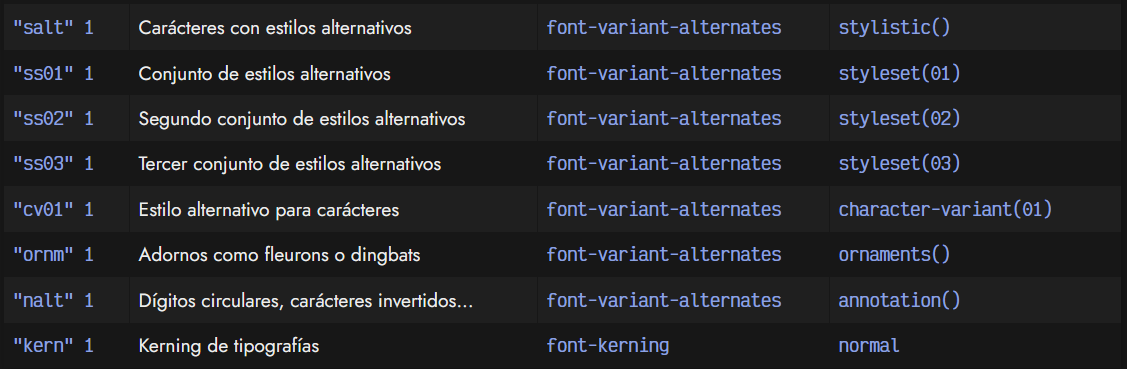 "salt" 1 Carácteres con estilos alternativos font-variant-alternates stylistic()
"ss01" 1 Conjunto de estilos alternativos font-variant-alternates styleset(01)
"ss02" 1 Segundo conjunto de estilos alternativos font-variant-alternates styleset(02)
"ss03" 1 Tercer conjunto de estilos alternativos font-variant-alternates styleset(03)
"cv01" 1 Estilo alternativo para carácteres font-variant-alternates character-variant(01)
"ornm" 1 Adornos como fleurons o dingbats font-variant-alternates ornaments()
"nalt" 1 Dígitos circulares, carácteres invertidos... font-variant-alternates annotation()
"kern" 1 Kerning de tipografías font-kerning normal